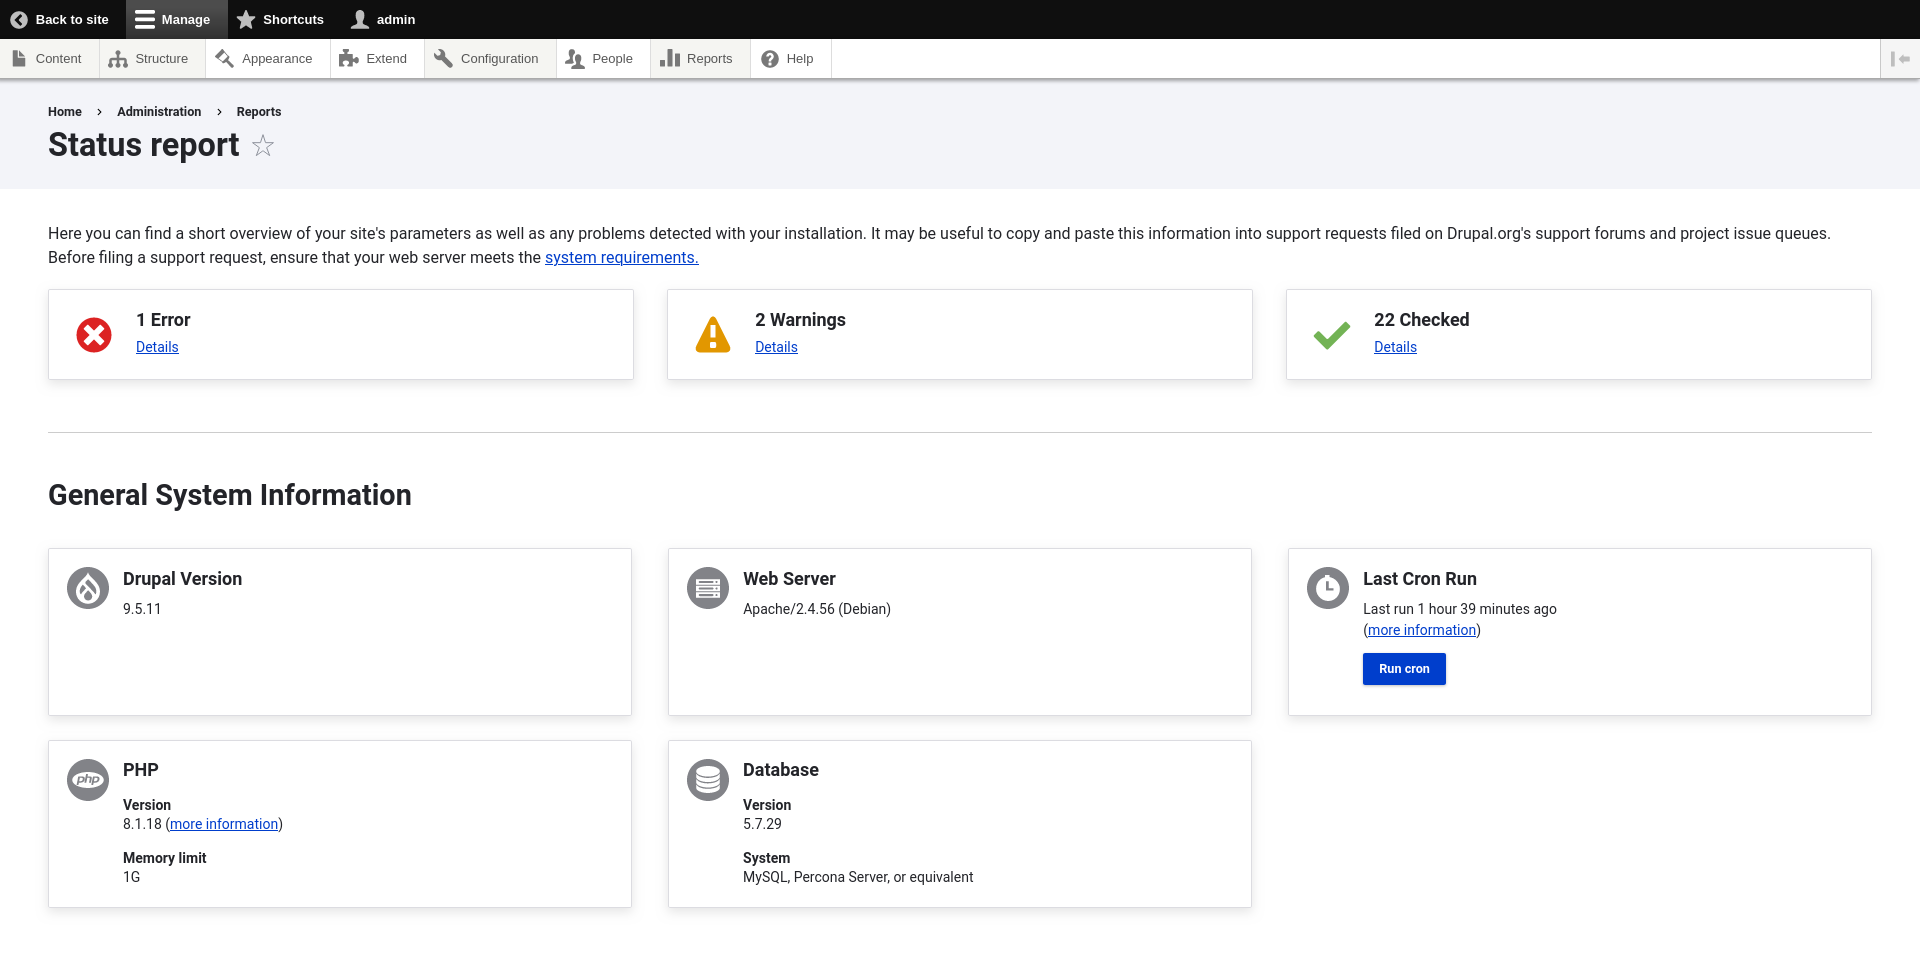 Back to site Manage Shortcuts admin
Content Structure Appearance Extend Configuration People Reports Help
Home › Administration › Reports
Status report
Here you can find a short overview of your site's parameters as well as any problems detected with your installation. It may be useful to copy and paste this information into support requests filed on Drupal.org's support forums and project issue queues.
Before filing a support request, ensure that your web server meets the system requirements.
1 Error
Details
2 Warnings
Details
22 Checked
Details
General System Information
Drupal Version
9.5.11
Web Server
Apache/2.4.56 (Debian)
Last Cron Run
Last run 1 hour 39 minutes ago
(more information)
Run cron
php
PHP
Version
8.1.18 (more information)
Memory limit
1G
Database
Version
5.7.29
System
MySQL, Percona Server, or equivalent